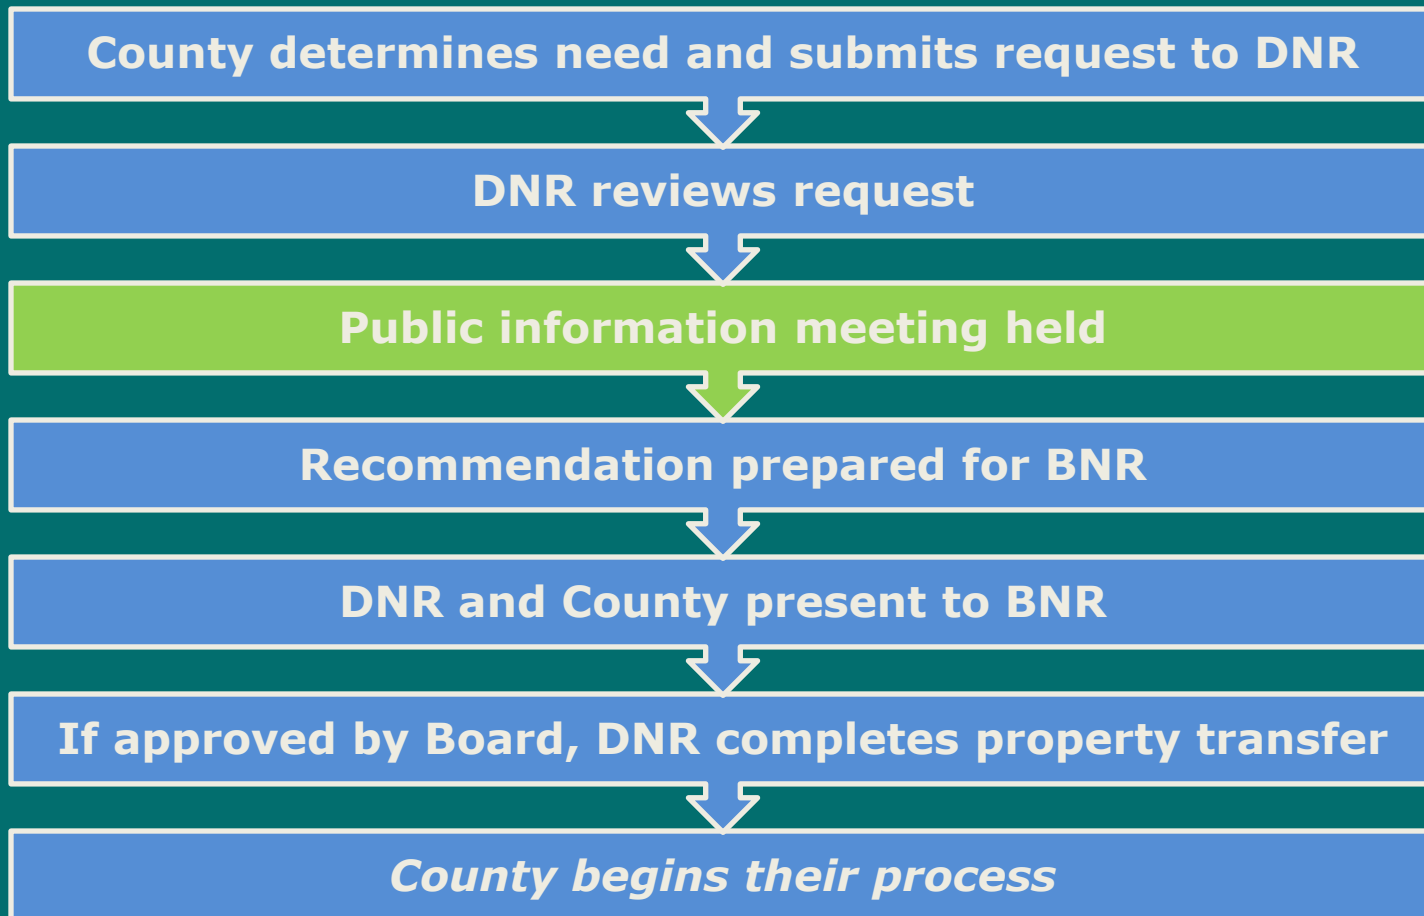 County determines need and submits request to DNR
DNR reviews request
Public information meeting held
Recommendation prepared for BNR
DNR and County present to BNR
If approved by Board, DNR completes property transfer
County begins their process